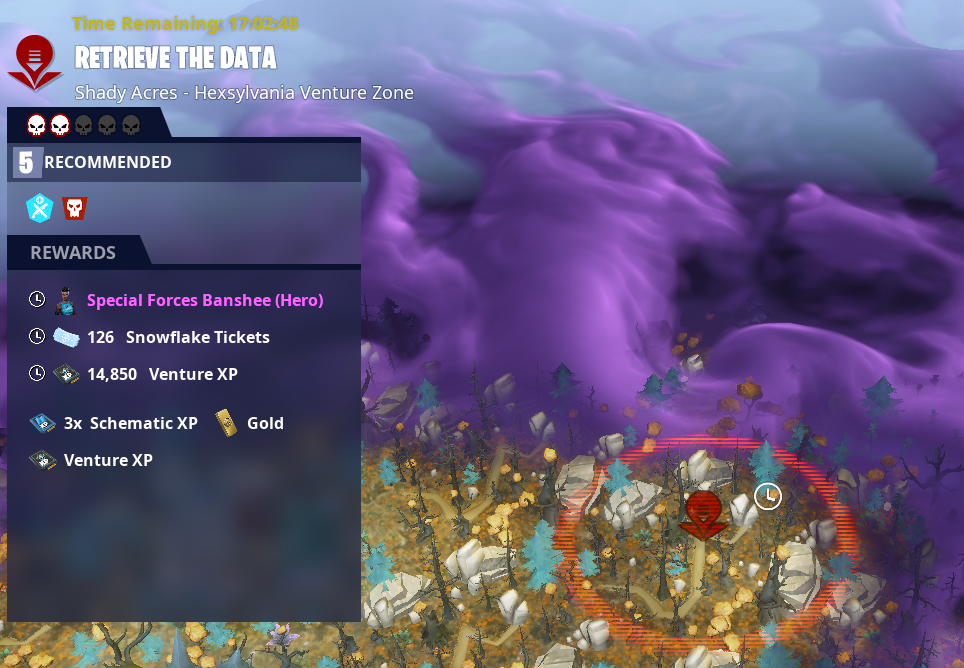 Time Remaining: 17:02:48
RETRIEVE THE DATA
Shady Acres - Hexsylvania Venture Zone
5 RECOMMENDED
REWARDS
Special Forces Banshee (Hero)
126 Snowflake Tickets
14,850 Venture XP
3x Schematic XP Gold
Venture XP